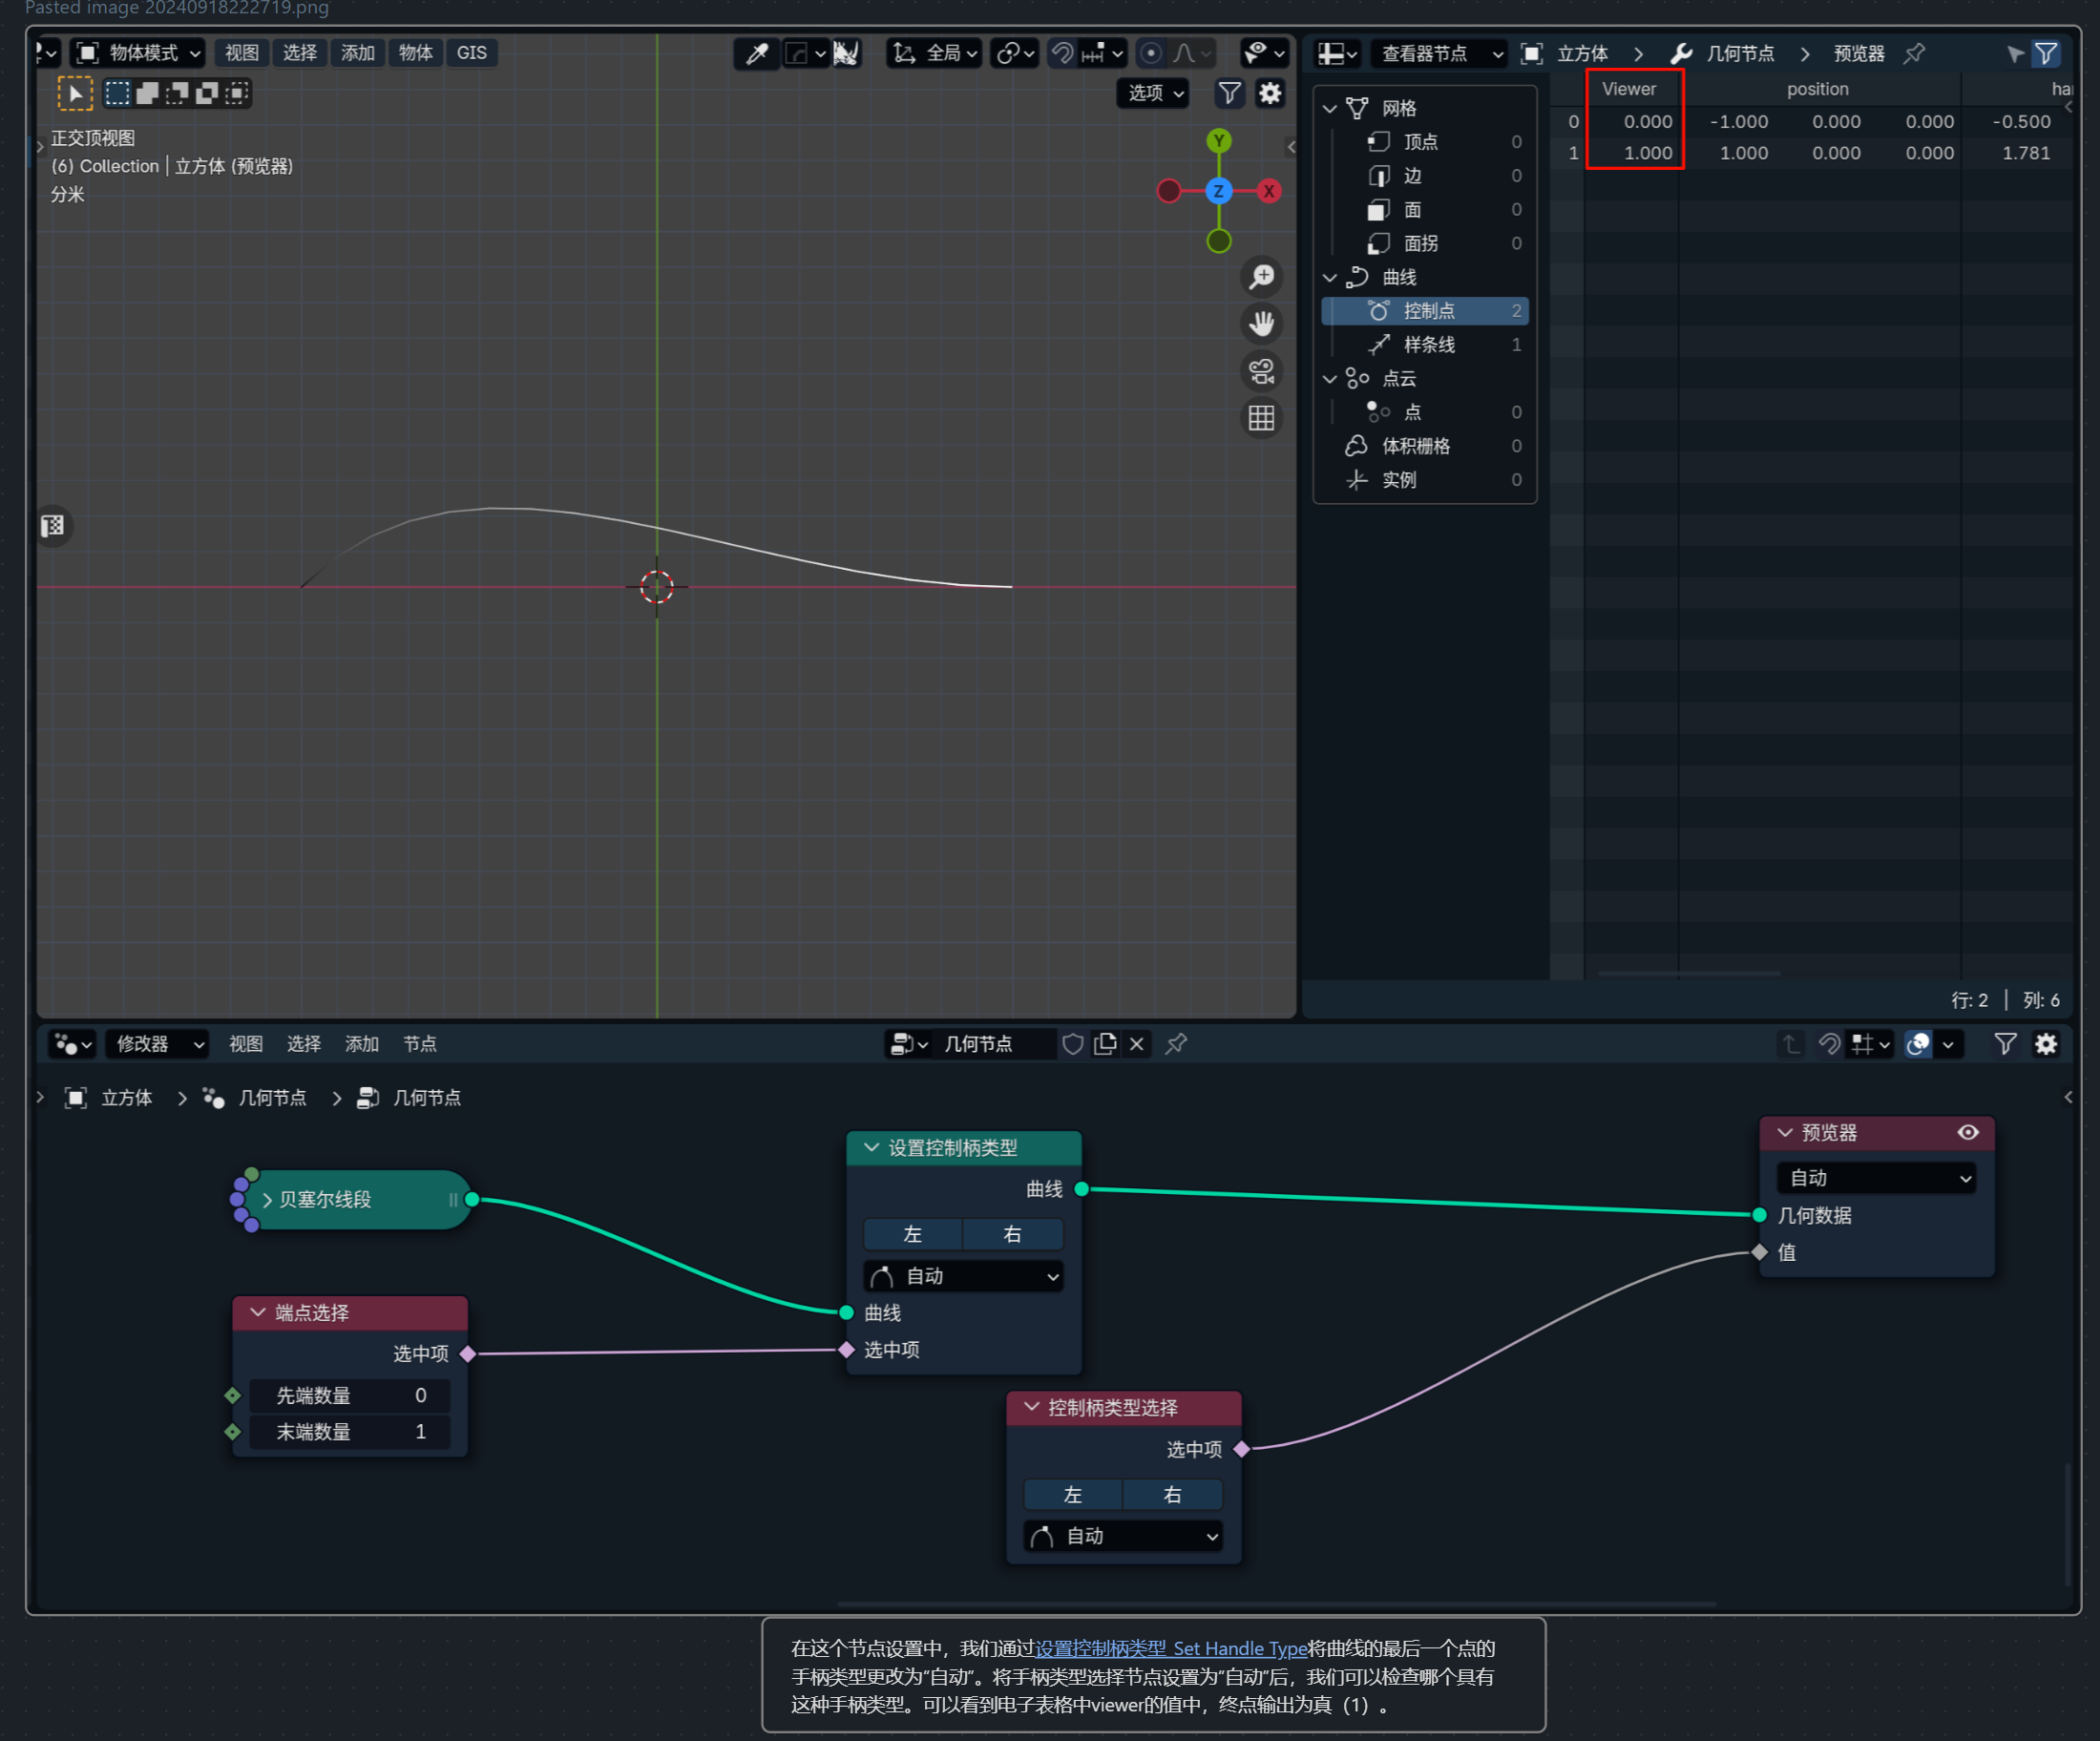 Pasted image 20240918222719.png
物体模式 视图 选择 添加 物体 GIS 全局
选项
正交顶视图
(6) Collection | 立方体 (预览器)
分米
Y
Z
X
查看器节点 立方体 几何节点 预览器
网格
顶点 0
边 0
面 0
面拐 0
曲线
控制点 2
样条线 1
点云
点 0
体积栅格 0
实例 0
Viewer position
0 0.000 -1.000 0.000 0.000 -0.500
1 1.000 1.000 0.000 0.000 1.781
行: 2 | 列: 6
修改器 视图 选择 添加 节点 几何节点
立方体 几何节点 几何节点
贝塞尔线段
端点选择
选中项
先端数量 0
末端数量 1
设置控制柄类型
曲线
左 右
自动
曲线
选中项
控制柄类型选择
选中项
左 右
自动
预览器
自动
几何数据
值
在这个节点设置中，我们通过设置控制柄类型 Set Handle Type将曲线的最后一个点的
手柄类型更改为“自动”。将手柄类型选择节点设置为“自动”后，我们可以检查哪个具有
这种手柄类型。可以看到电子表格中viewer的值中，终点输出为真（1）。